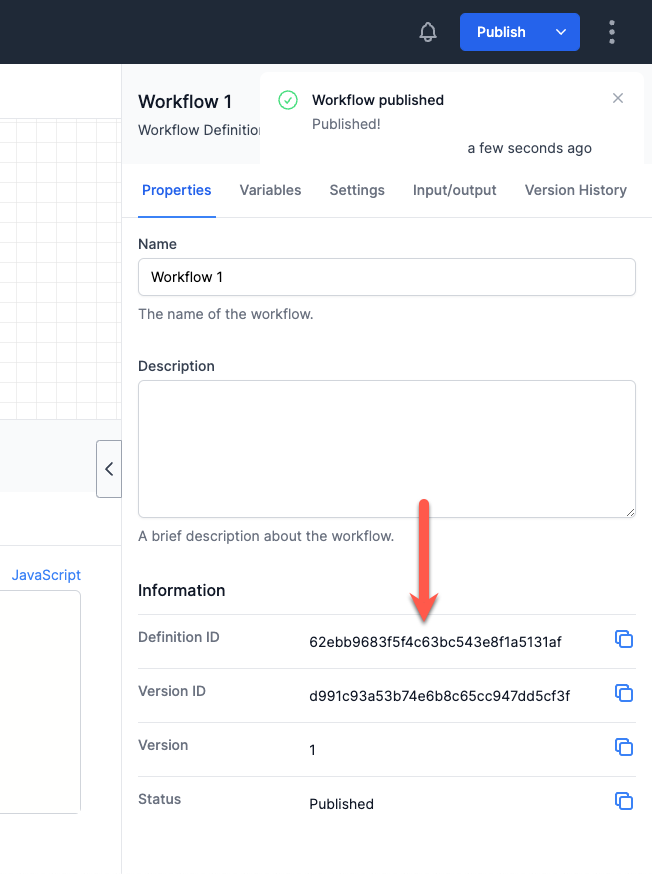 Publish
Workflow 1
Workflow Definition
Workflow published
Published!
a few seconds ago
Properties Variables Settings Input/output Version History
Name
Workflow 1
The name of the workflow.
Description
A brief description about the workflow.
JavaScript
Information
Definition ID 62ebb9683f5f4c63bc543e8f1a5131af
Version ID d991c93a53b74e6b8c65cc947dd5cf3f
Version 1
Status Published